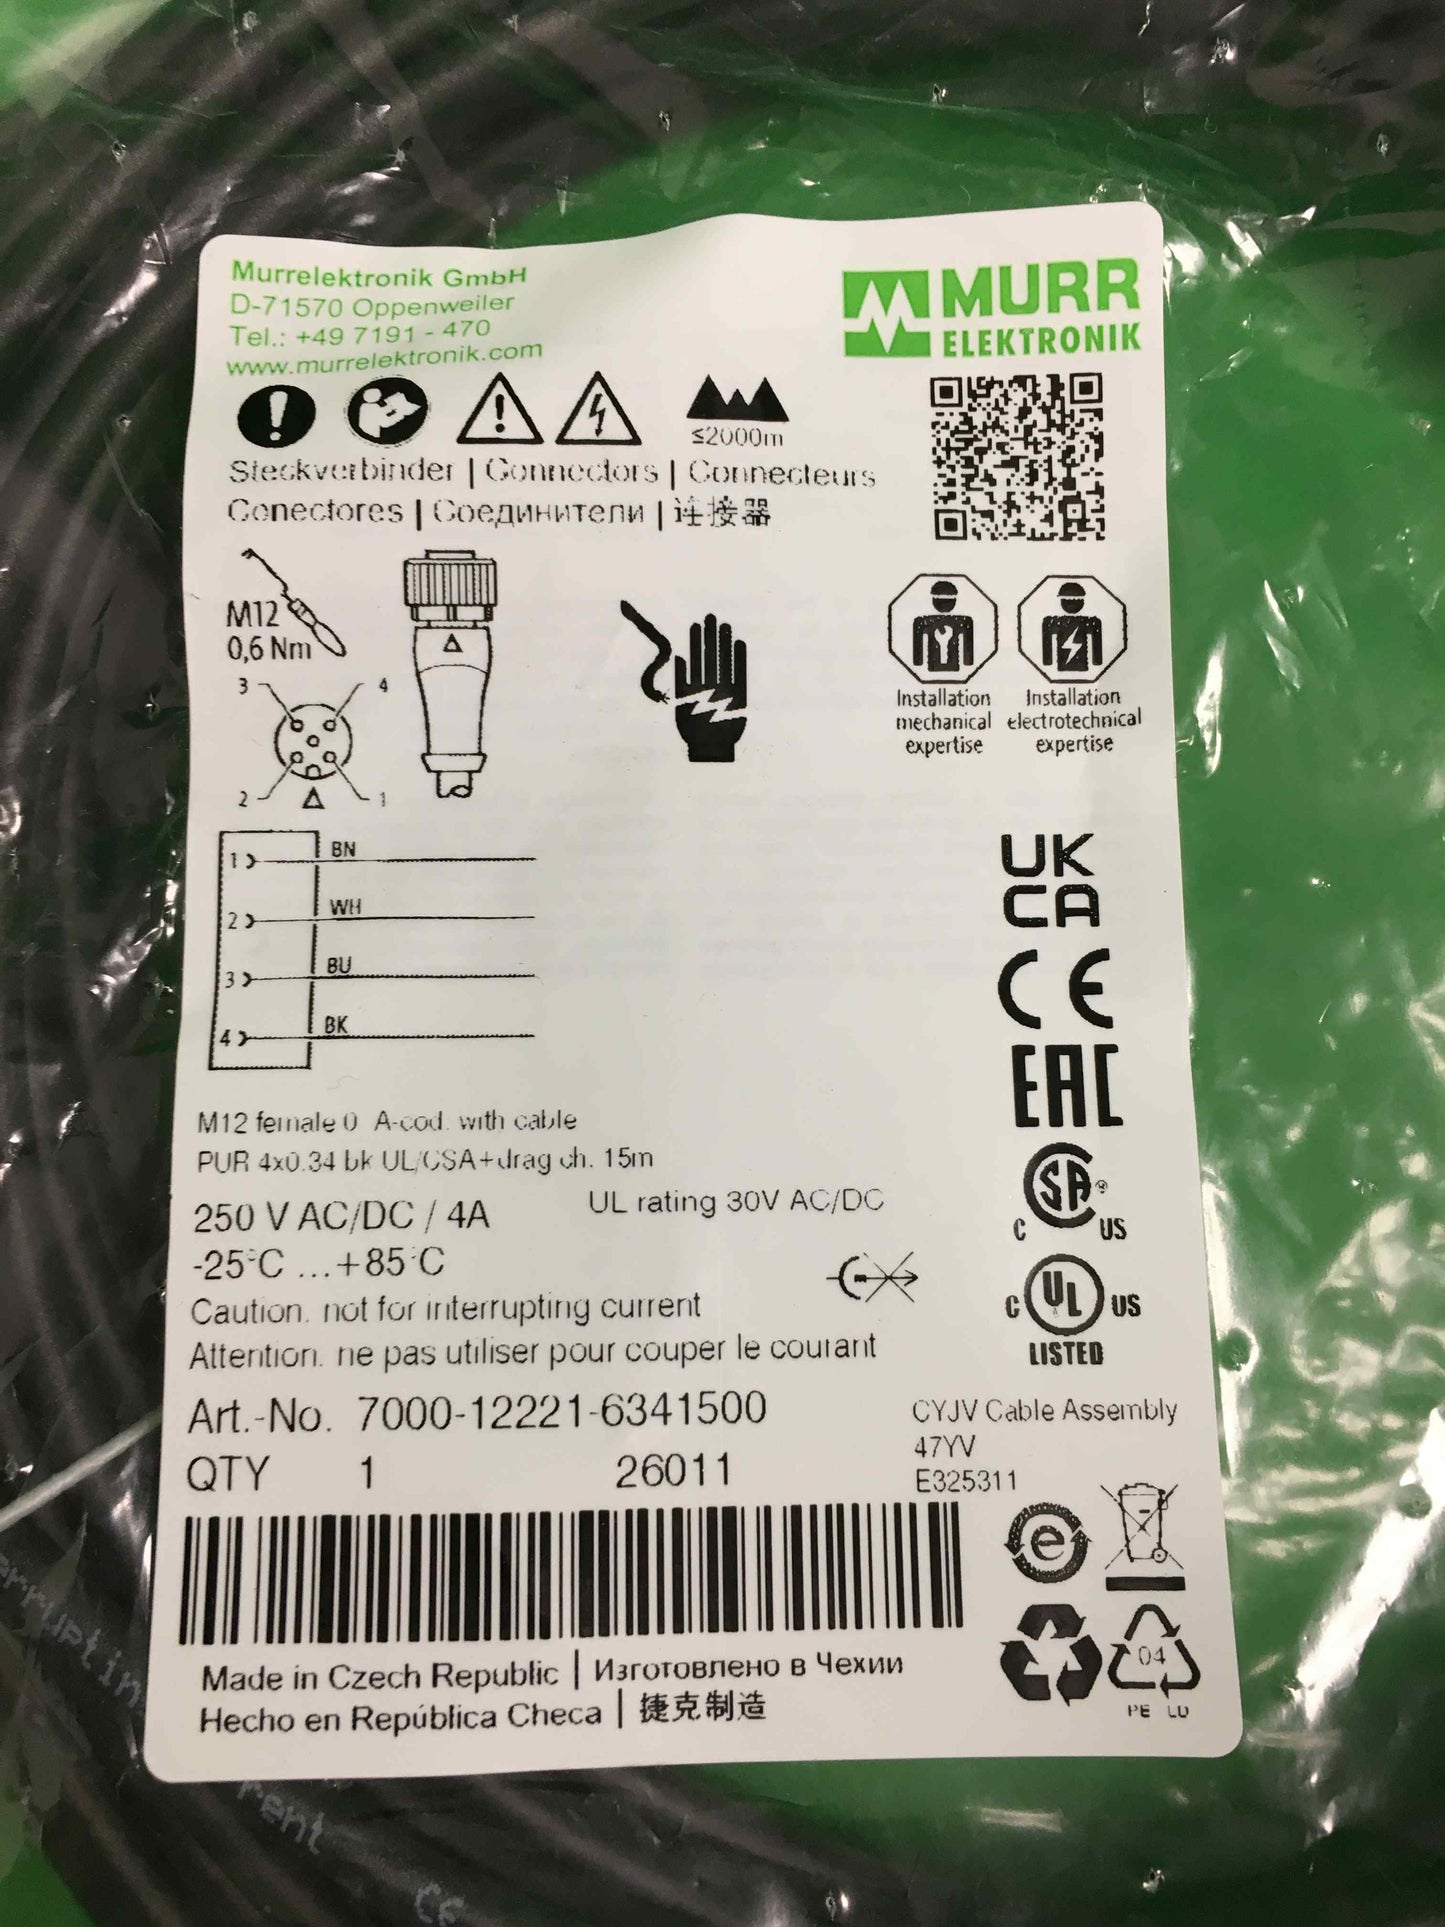 Murrelektronik GmbH
D-71570 Oppenweiler
Tel.: +49 7191 - 470
www.murrelektronik.com
MURR
ELEKTRONIK
≤2000m
Steckverbinder | Connectors | Connecteurs
Conectores | Соединители | 连接器
M12
0,6 Nm
3 4
2 1
Installation
mechanical
expertise
Installation
electrotechnical
expertise
1 BN
2 WH
3 BU
4 BK
UK
CA
CE
EAC
M12 female 0 A-cod. with cable
PUR 4x0.34 bk UL/CSA+drag ch. 15m
250 V AC/DC / 4A
UL rating 30V AC/DC
-25°C ...+85°C
C SA ® US
C UL US
LISTED
Caution. not for interrupting current
Attention. ne pas utiliser pour couper le courant
Art.-No. 7000-12221-6341500
QTY 1 26011
CYJV Cable Assembly
47YV
E325311
e
Made in Czech Republic | Изготовлено в Чехии
Hecho en República Checa | 捷克制造
04
PE LD
rent
CE